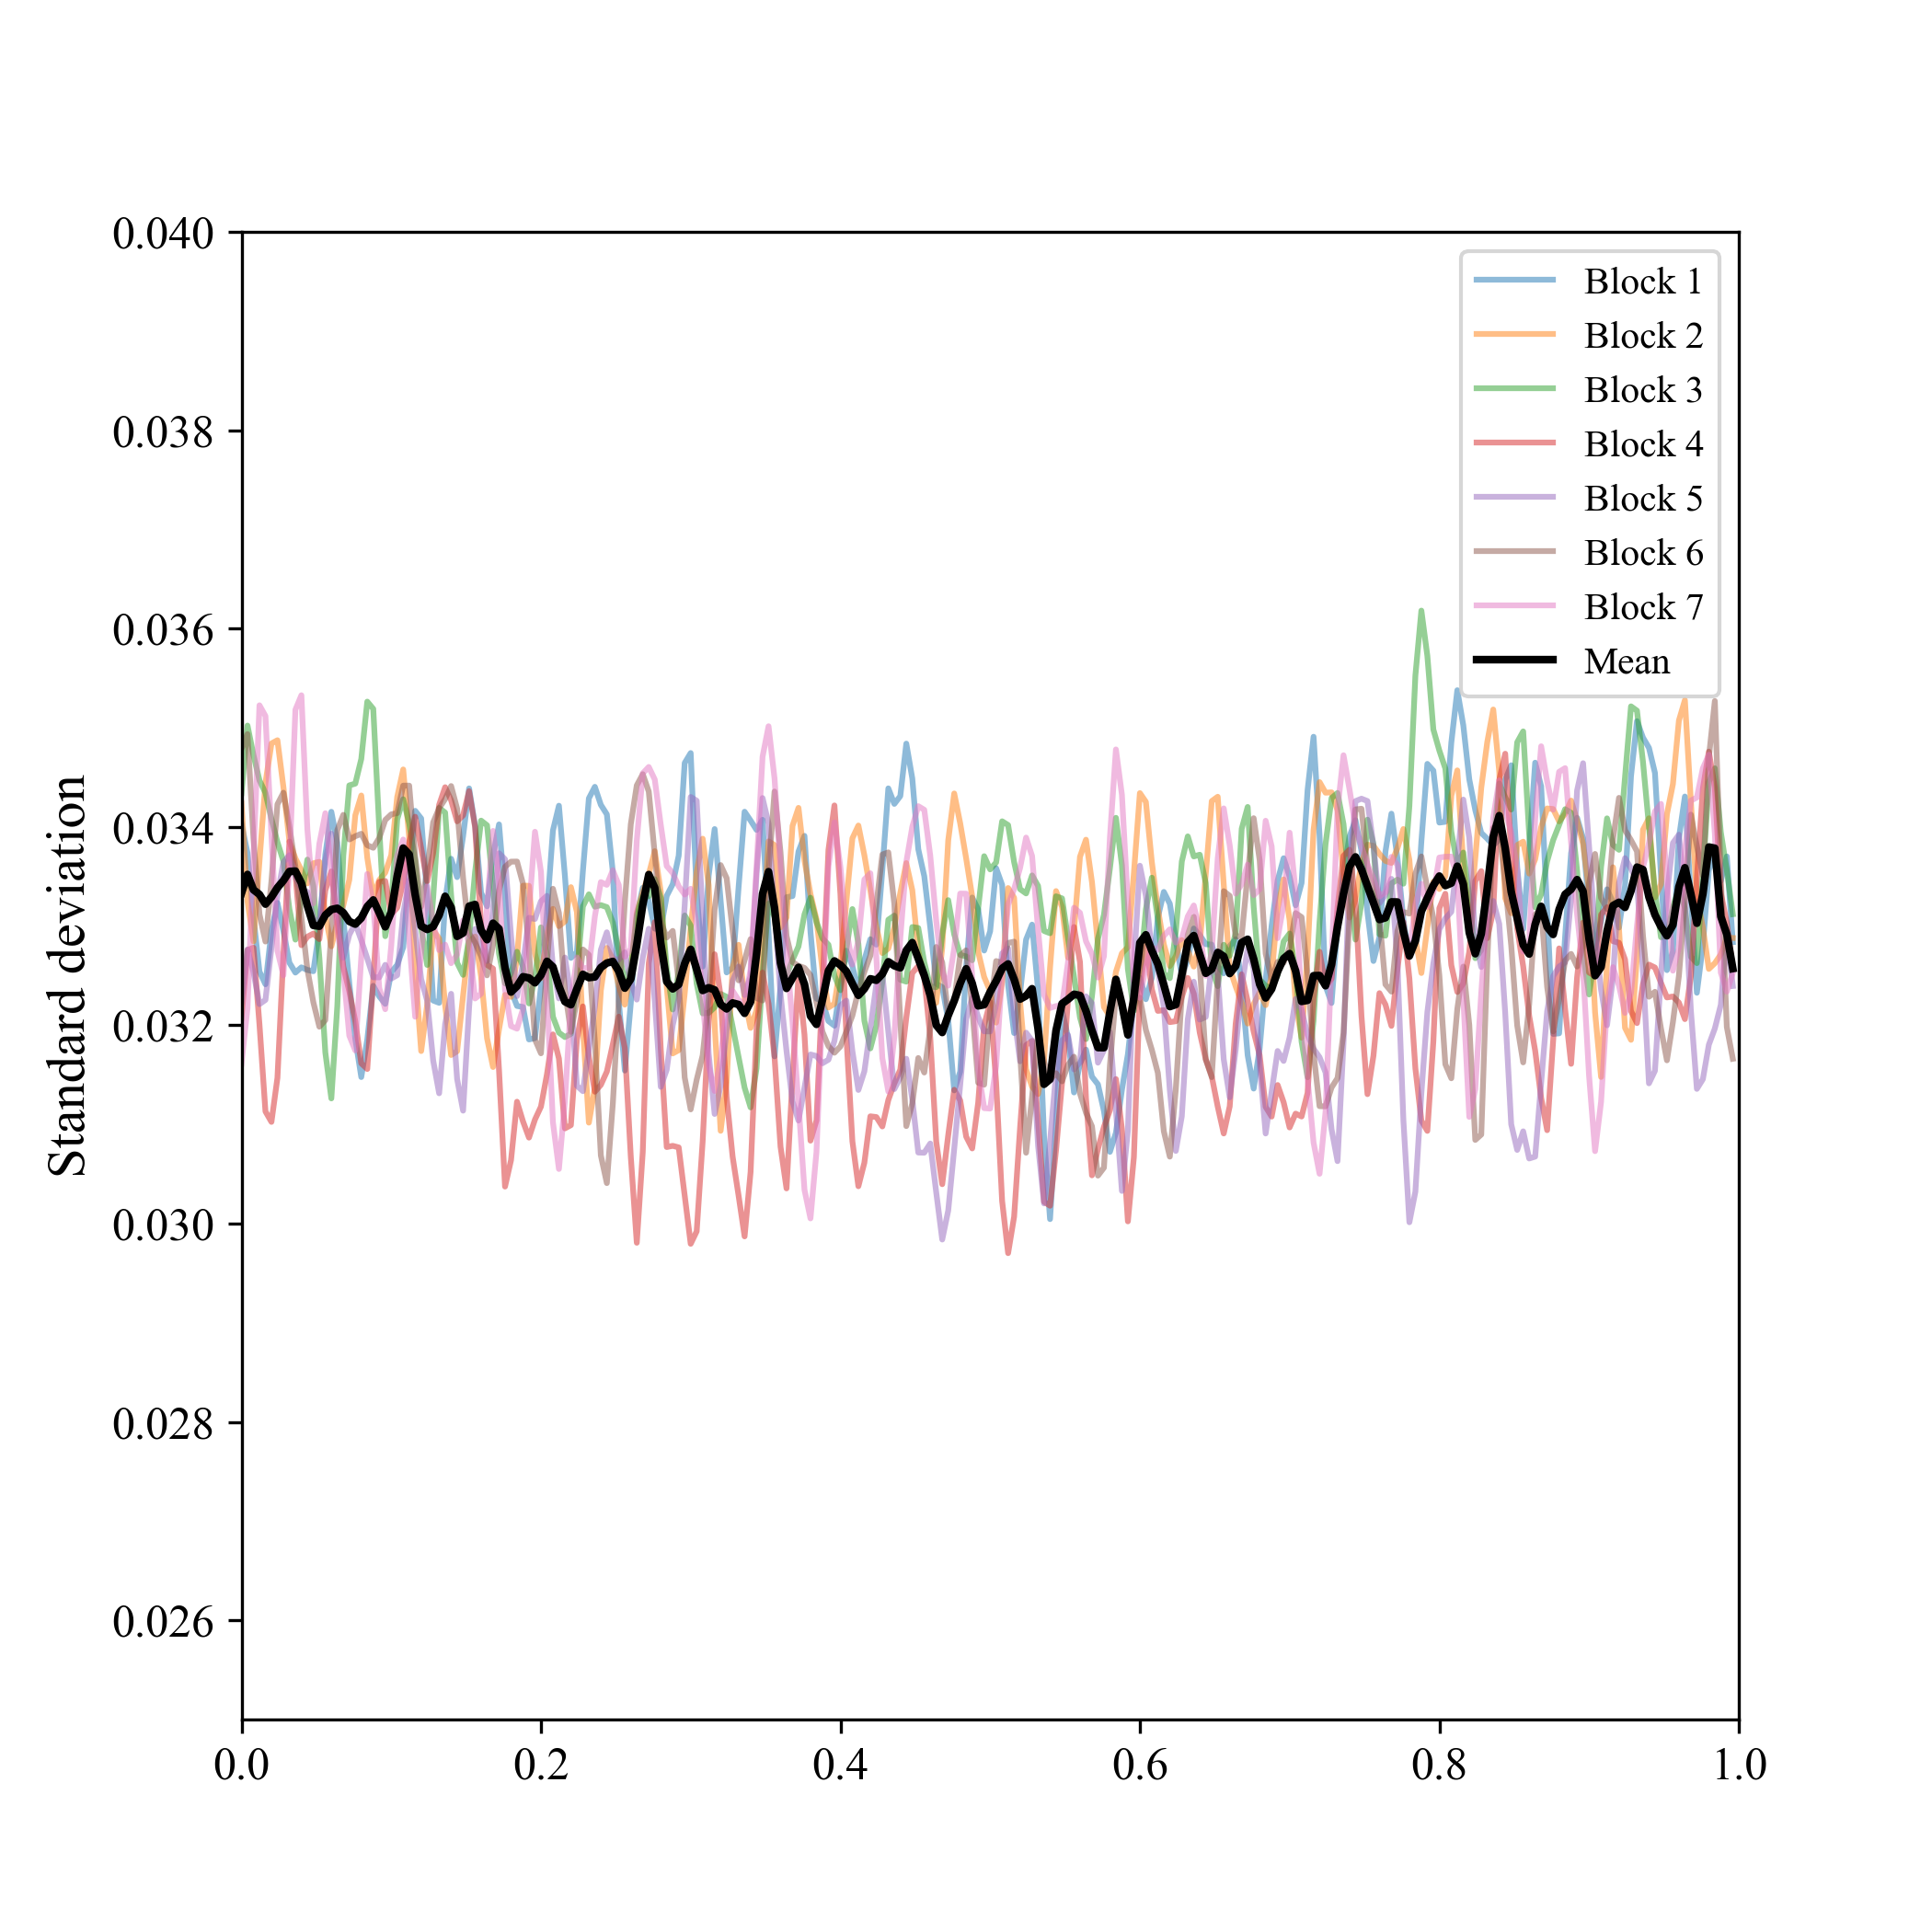 0.040
0.038
0.036
0.034
0.032
0.030
0.028
0.026
Standard deviation
0.0 0.2 0.4 0.6 0.8 1.0
Block 1
Block 2
Block 3
Block 4
Block 5
Block 6
Block 7
Mean